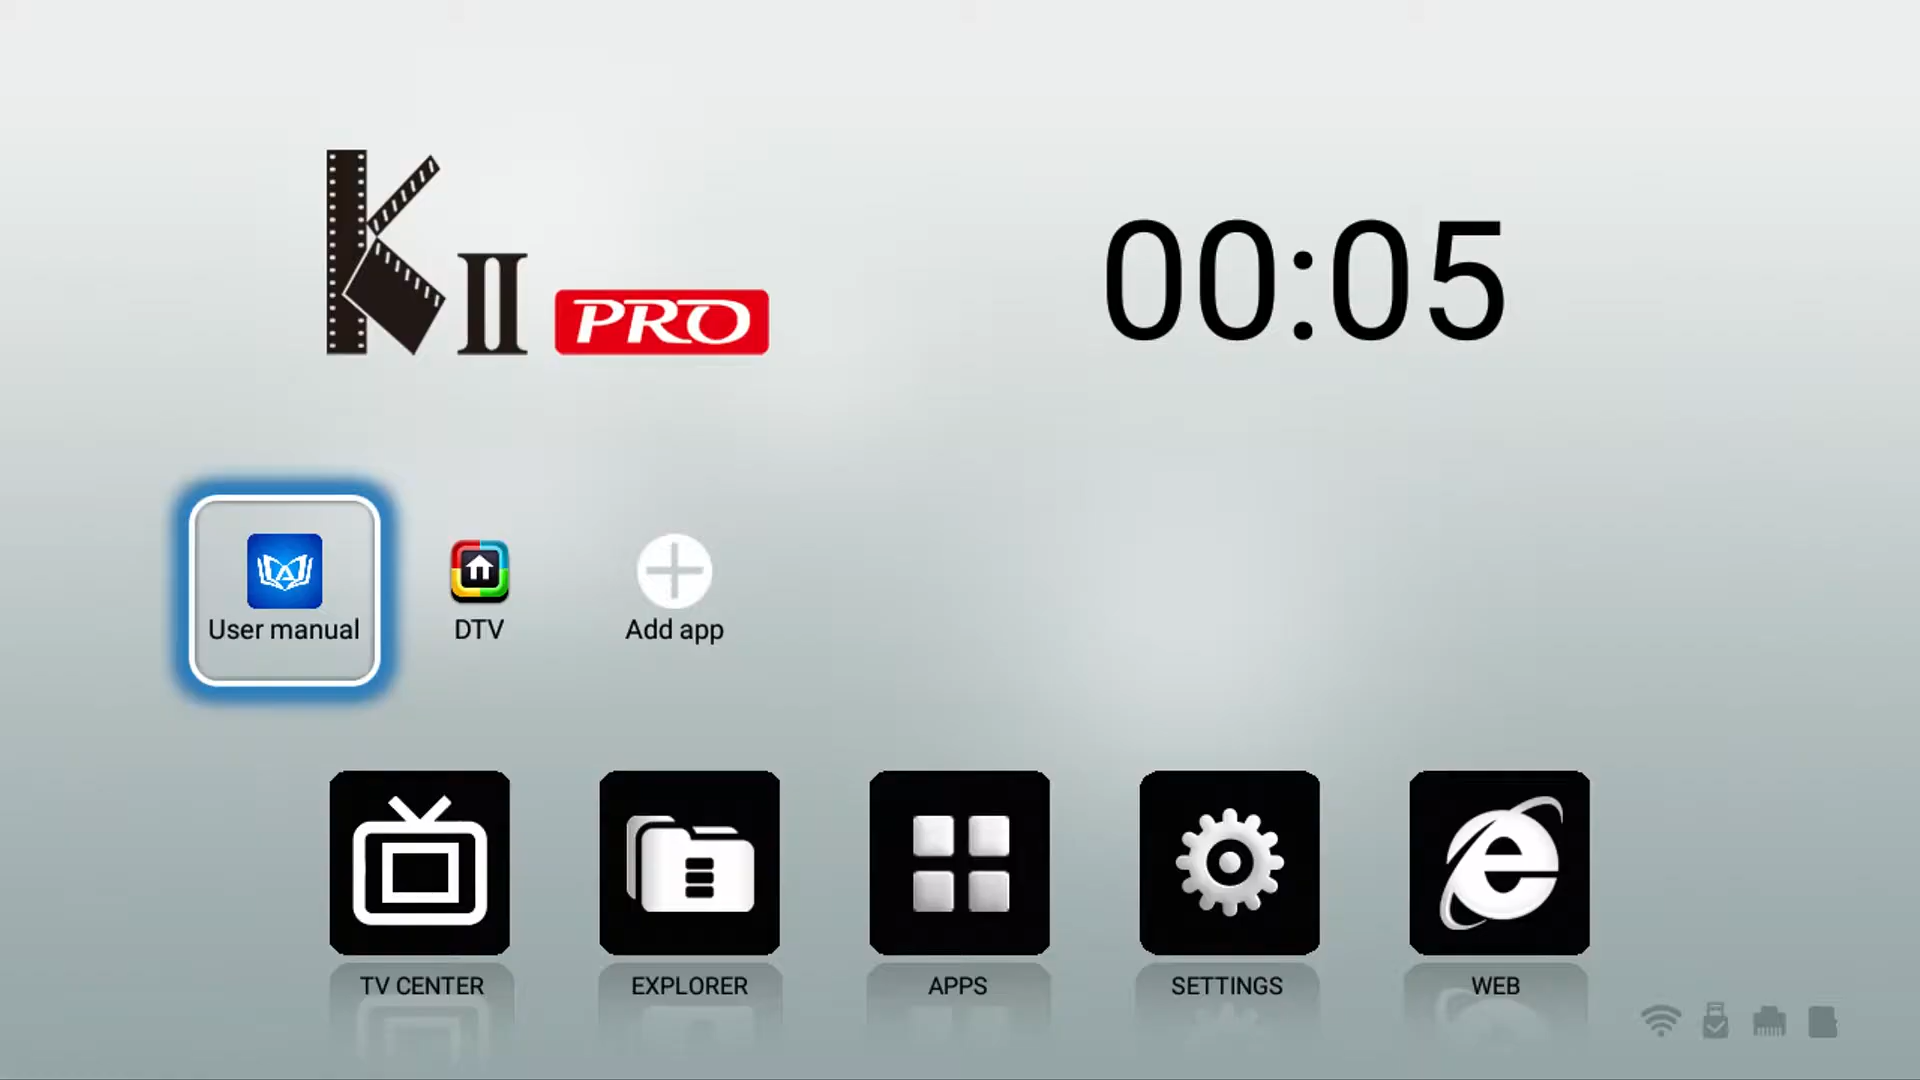 KII PRO
00:05
User manual
DTV
Add app
TV CENTER
EXPLORER
APPS
SETTINGS
WEB